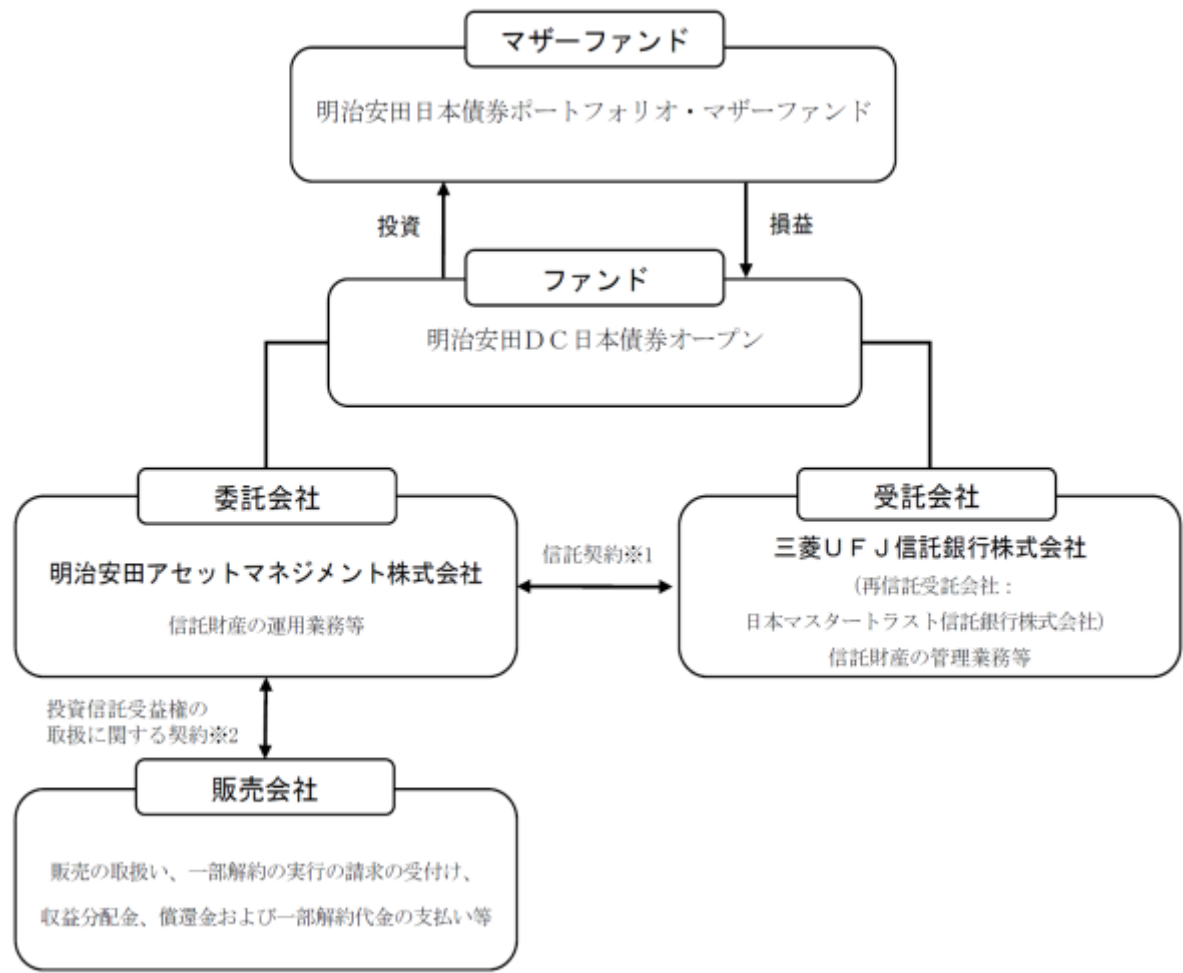 マザーファンド
明治安田日本債券ポートフォリオ・マザーファンド
投資
損益
ファンド
明治安田DC日本債券オープン
委託会社
明治安田アセットマネジメント株式会社
信託財産の運用業務等
信託契約※1
受託会社
三菱UFJ信託銀行株式会社
(再信託受託会社:
日本マスタートラスト信託銀行株式会社)
信託財産の管理業務等
投資信託受益権の
取扱に関する契約※2
販売会社
販売の取扱い、一部解約の実行の請求の受付け、
収益分配金、償還金および一部解約代金の支払い等